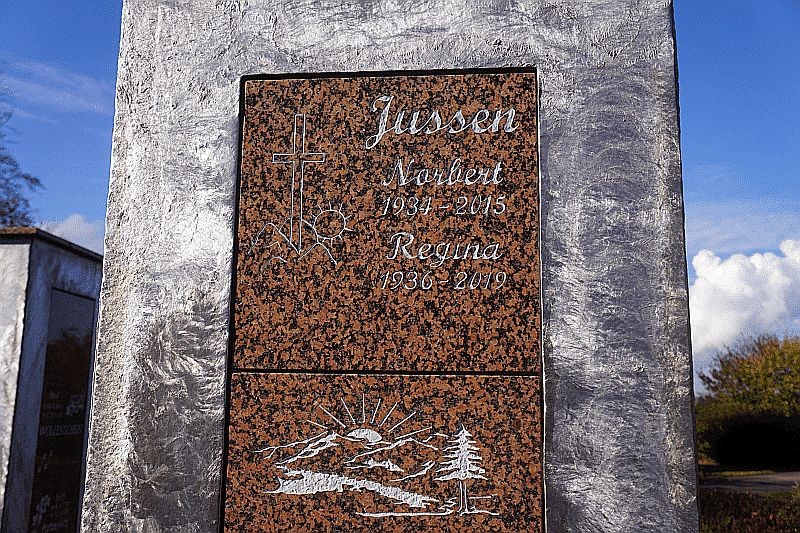 Jussen
Norbert
1934 - 2015
Regina
1936 - 2019